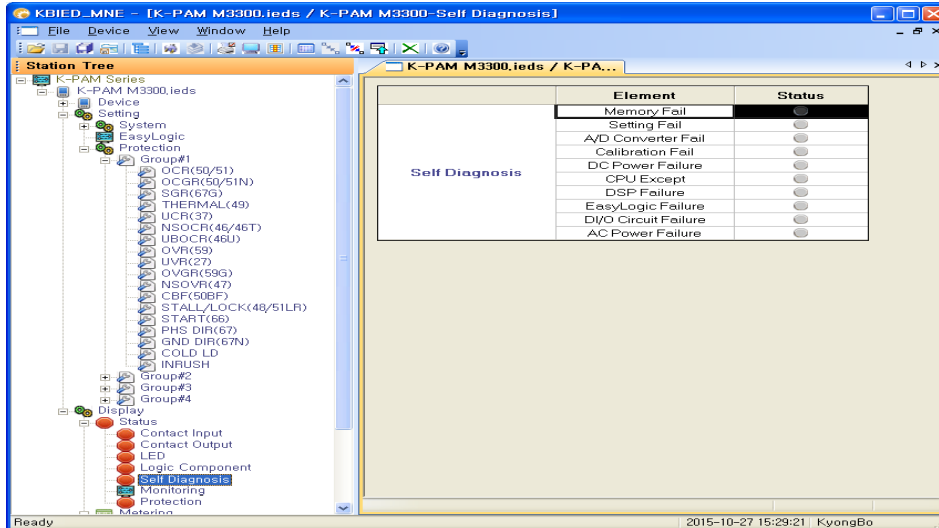 KBIED_MNE - [K-PAM M3300.ieds / K-PAM M3300-Self Diagnosis]
File Device View Window Help
Station Tree
K-PAM Series
K-PAM M3300.ieds
Device
Setting
System
EasyLogic
Protection
Group#1
OCR(50/51)
OCGR(50/51N)
SGR(67G)
THERMAL(49)
UCR(37)
NSOCR(46/46T)
UBOCR(46U)
OVR(59)
UVR(27)
OVGR(59G)
NSOVR(47)
CBF(50BF)
STALL/LOCK(48/51LR)
START(66)
PHS DIR(67)
GND DIR(67N)
COLD LD
INRUSH
Group#2
Group#3
Group#4
Display
Status
Contact Input
Contact Output
LED
Logic Component
Self Diagnosis
Monitoring
Protection
Metering
K-PAM M3300.ieds / K-PA...
Element Status
Self Diagnosis
Memory Fail
Setting Fail
A/D Converter Fail
Calibration Fail
DC Power Failure
CPU Except
DSP Failure
EasyLogic Failure
DI/O Circuit Failure
AC Power Failure
Ready
2015-10-27 15:29:21 KyongBo